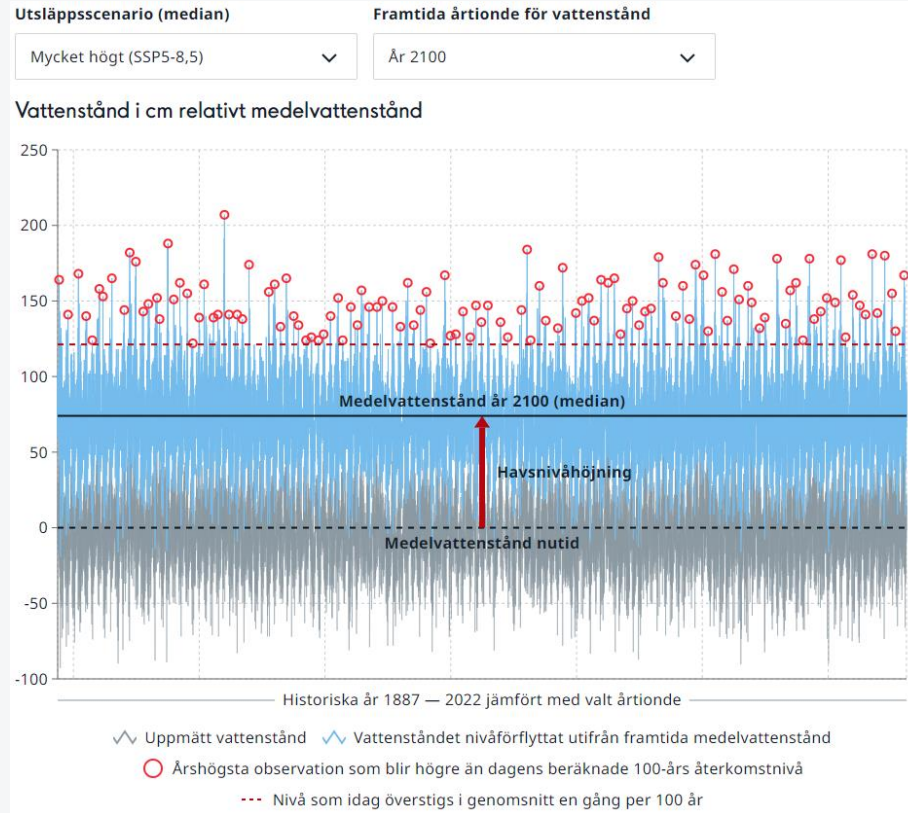 Utsläppsscenario (median) Framtida årtionde för vattenstånd
Mycket högt (SSP5-8,5) År 2100
Vattenstånd i cm relativt medelvattenstånd
250
200
150
100
Medelvattenstånd år 2100 (median)
50
Havsnivåhöjning
0
Medelvattenstånd nutid
-50
-100
Historiska år 1887 — 2022 jämfört med valt årtionde
Uppmätt vattenstånd Vattenståndet nivåförflyttat utifrån framtida medelvattenstånd
Årshögsta observation som blir högre än dagens beräknade 100-års återkomstnivå
Nivå som idag överstigs i genomsnitt en gång per 100 år